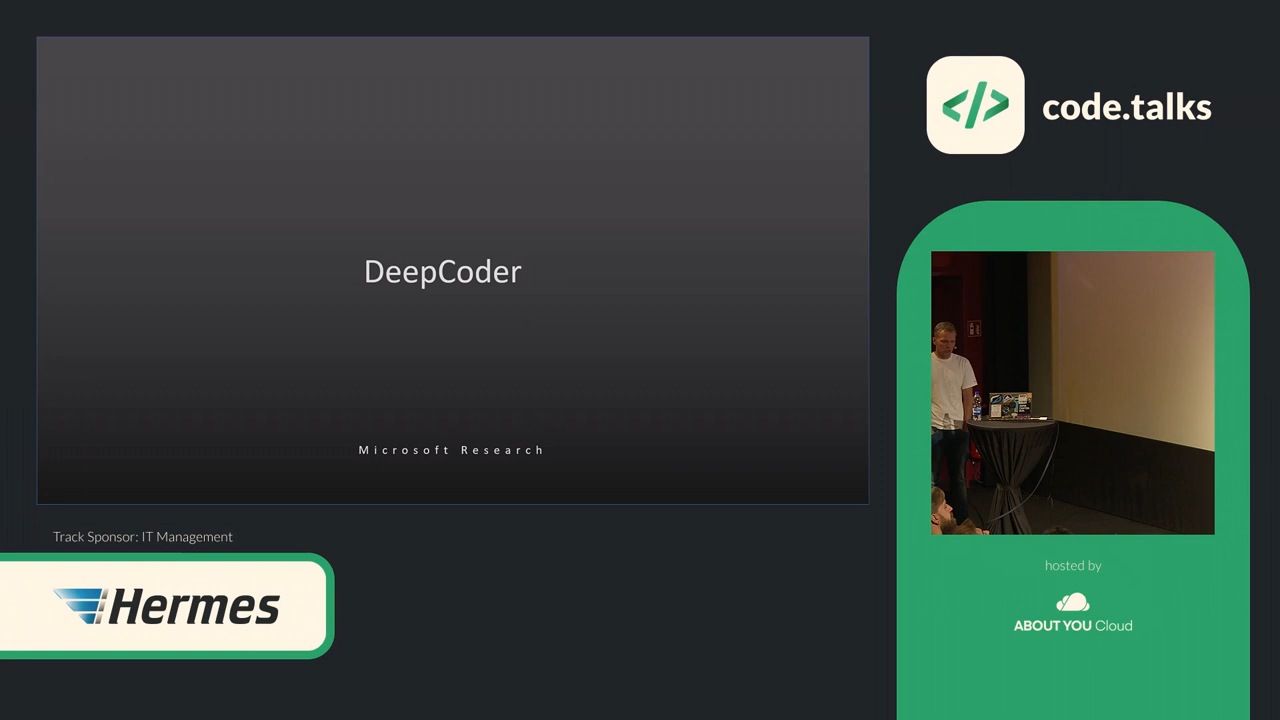 DeepCoder
Microsoft Research
</>
code.talks
Track Sponsor: IT Management
Hermes
hosted by
ABOUT YOU Cloud